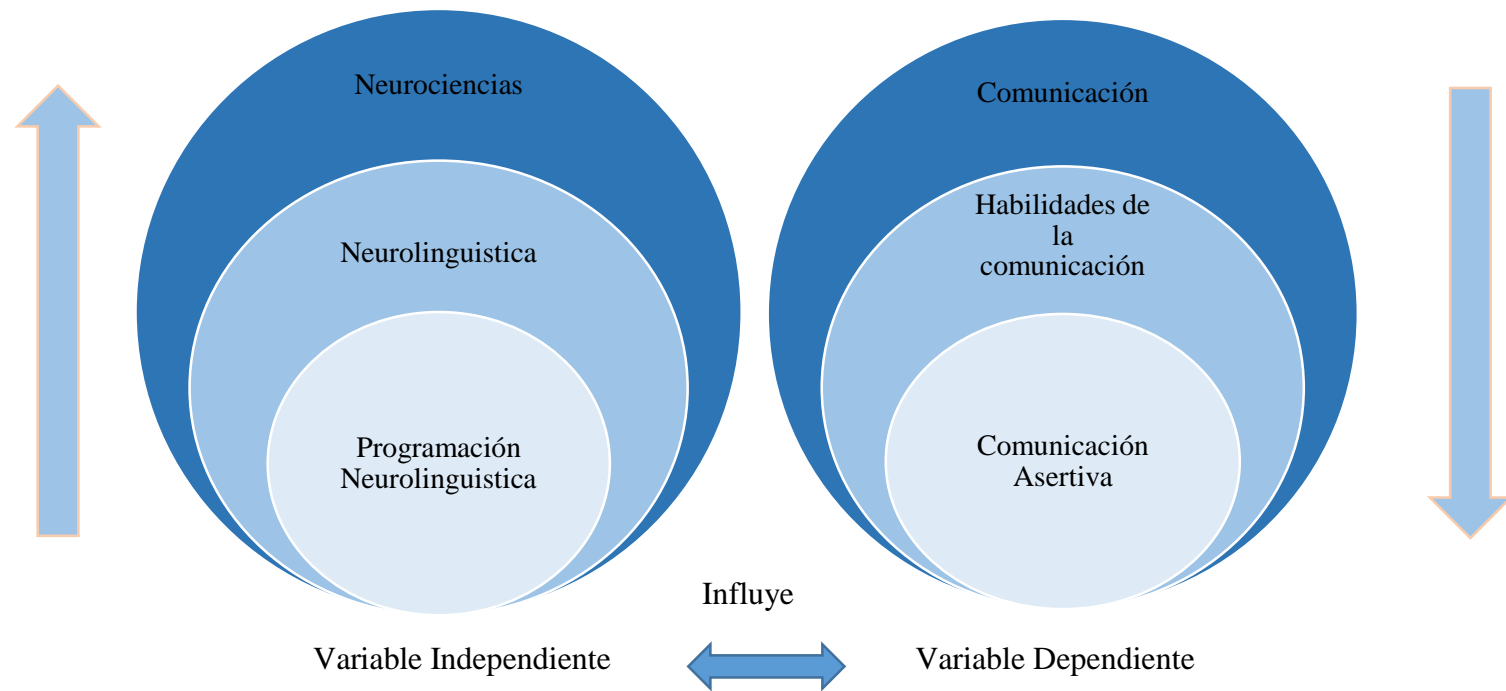 Neurociencias
Neurolinguistica
Programación
Neurolinguistica
Comunicación
Habilidades de
la
comunicación
Comunicación
Asertiva
Influye
Variable Independiente
Variable Dependiente